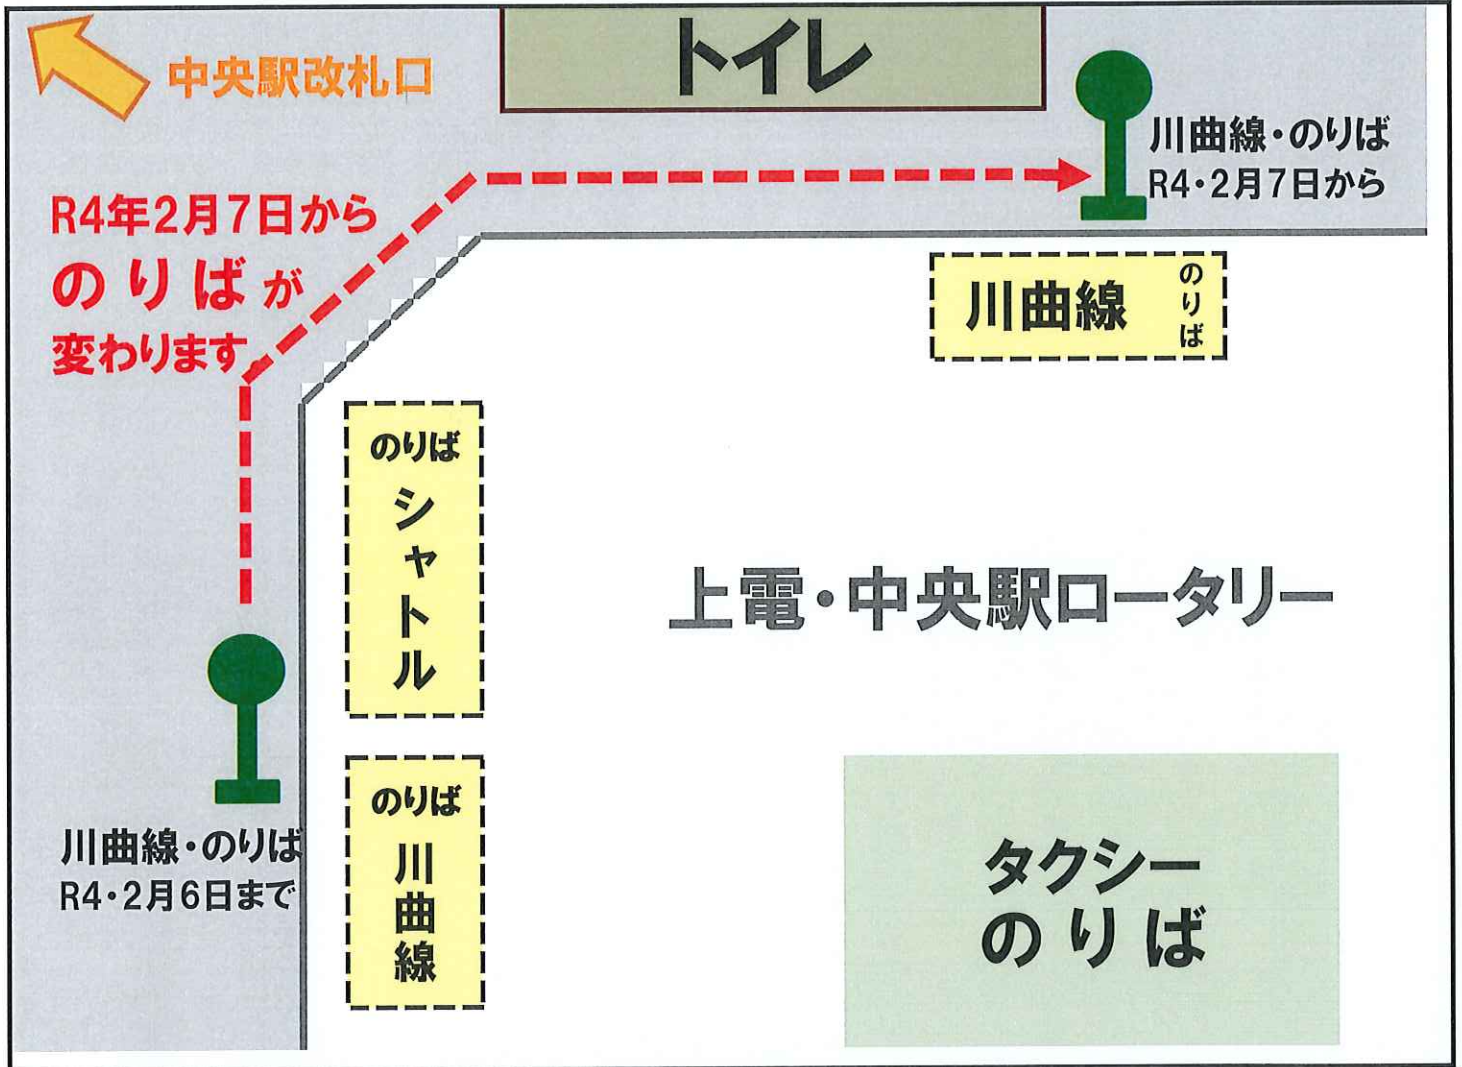 トイレ
中央駅改札口
川曲線・のりば
R4・2月7日から
R4年2月7日から
のりばが
変わります。
川曲線
のりば
のりば
シャトル
上電・中央駅ロータリー
川曲線・のりば
R4・2月6日まで
のりば
川曲線
タクシー
のりば